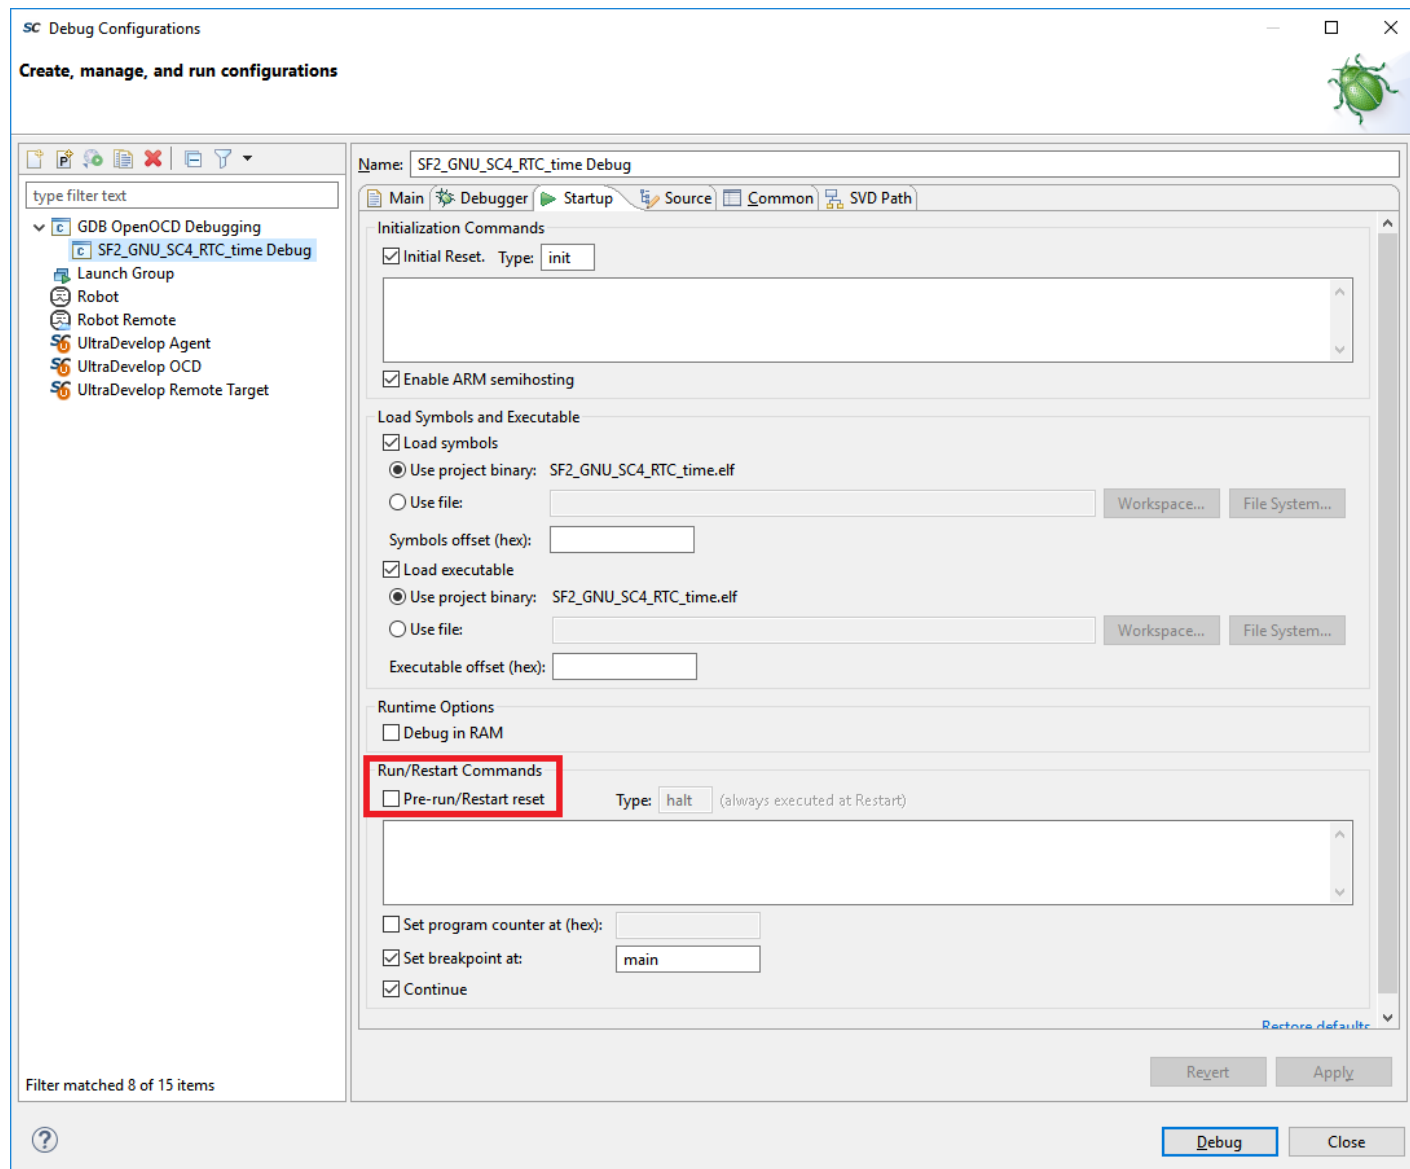 SC Debug Configurations
Create, manage, and run configurations
type filter text
GDB OpenOCD Debugging
SF2_GNU_SC4_RTC_time Debug
Launch Group
Robot
Robot Remote
UltraDevelop Agent
UltraDevelop OCD
UltraDevelop Remote Target
Filter matched 8 of 15 items
Name: SF2_GNU_SC4_RTC_time Debug
Main Debugger Startup Source Common SVD Path
Initialization Commands
Initial Reset. Type: init
Enable ARM semihosting
Load Symbols and Executable
Load symbols
Use project binary: SF2_GNU_SC4_RTC_time.elf
Use file: Workspace... File System...
Symbols offset (hex):
Load executable
Use project binary: SF2_GNU_SC4_RTC_time.elf
Use file: Workspace... File System...
Executable offset (hex):
Runtime Options
Debug in RAM
Run/Restart Commands
Pre-run/Restart reset Type: halt (always executed at Restart)
Set program counter at (hex):
Set breakpoint at: main
Continue
Restore defaults
Revert Apply
Debug Close